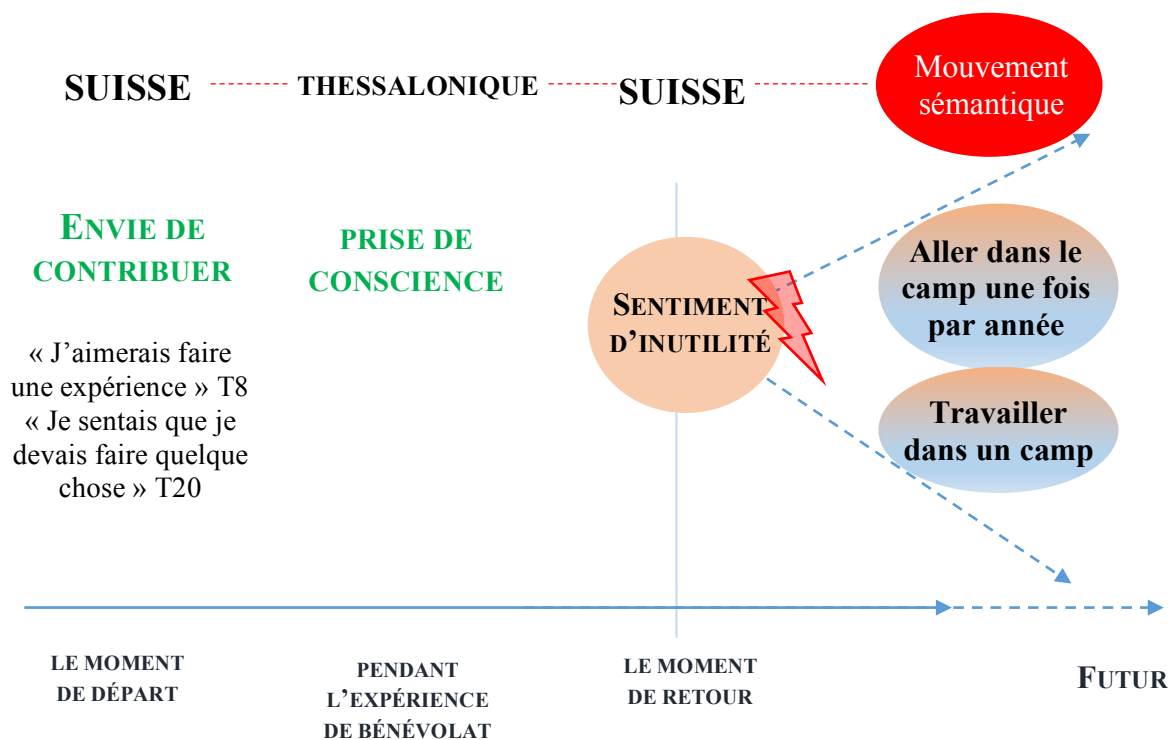 SUISSE
THESSALONIQUE
SUISSE
Mouvement
sémantique
ENVIE DE
CONTRIBUER
PRISE DE
CONSCIENCE
SENTIMENT
D'INUTILITÉ
Aller dans le
camp une fois
par année
Travailler
dans un camp
« J'aimerais faire
une expérience » T8
« Je sentais que je
devais faire quelque
chose » T20
LE MOMENT
DE DÉPART
PENDANT
L'EXPÉRIENCE
DE BÉNÉVOLAT
LE MOMENT
DE RETOUR
FUTUR